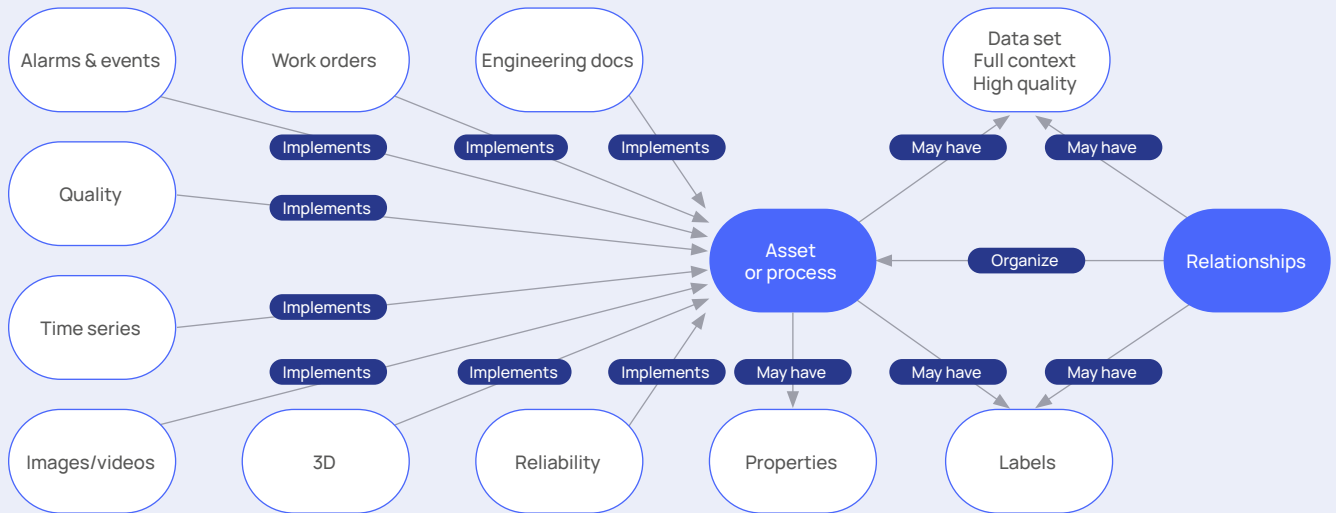 Alarms & events
Work orders
Engineering docs
Data set
Full context
High quality
Implements
Implements
Implements
May have
May have
Quality
Implements
Asset
or process
Organize
Relationships
Time series
Implements
Implements
Implements
Implements
May have
May have
May have
Images/videos
3D
Reliability
Properties
Labels